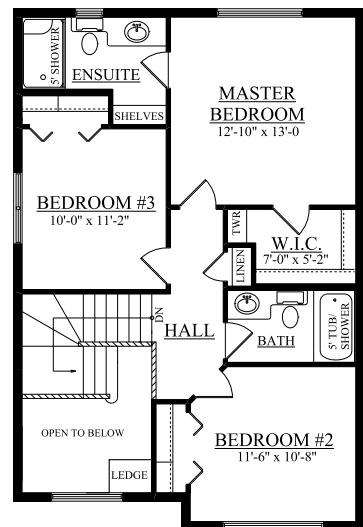 5' SHOWER
ENSUITE
SHELVES
MASTER
BEDROOM
12'-10" x 13'-0
BEDROOM #3
10'-0" x 11'-2"
TWR
W.I.C.
7'-0" x 5'-2"
LINEN
DN
HALL
BATH
5' TUB/
SHOWER
OPEN TO BELOW
LEDGE
BEDROOM #2
11'-6" x 10'-8"